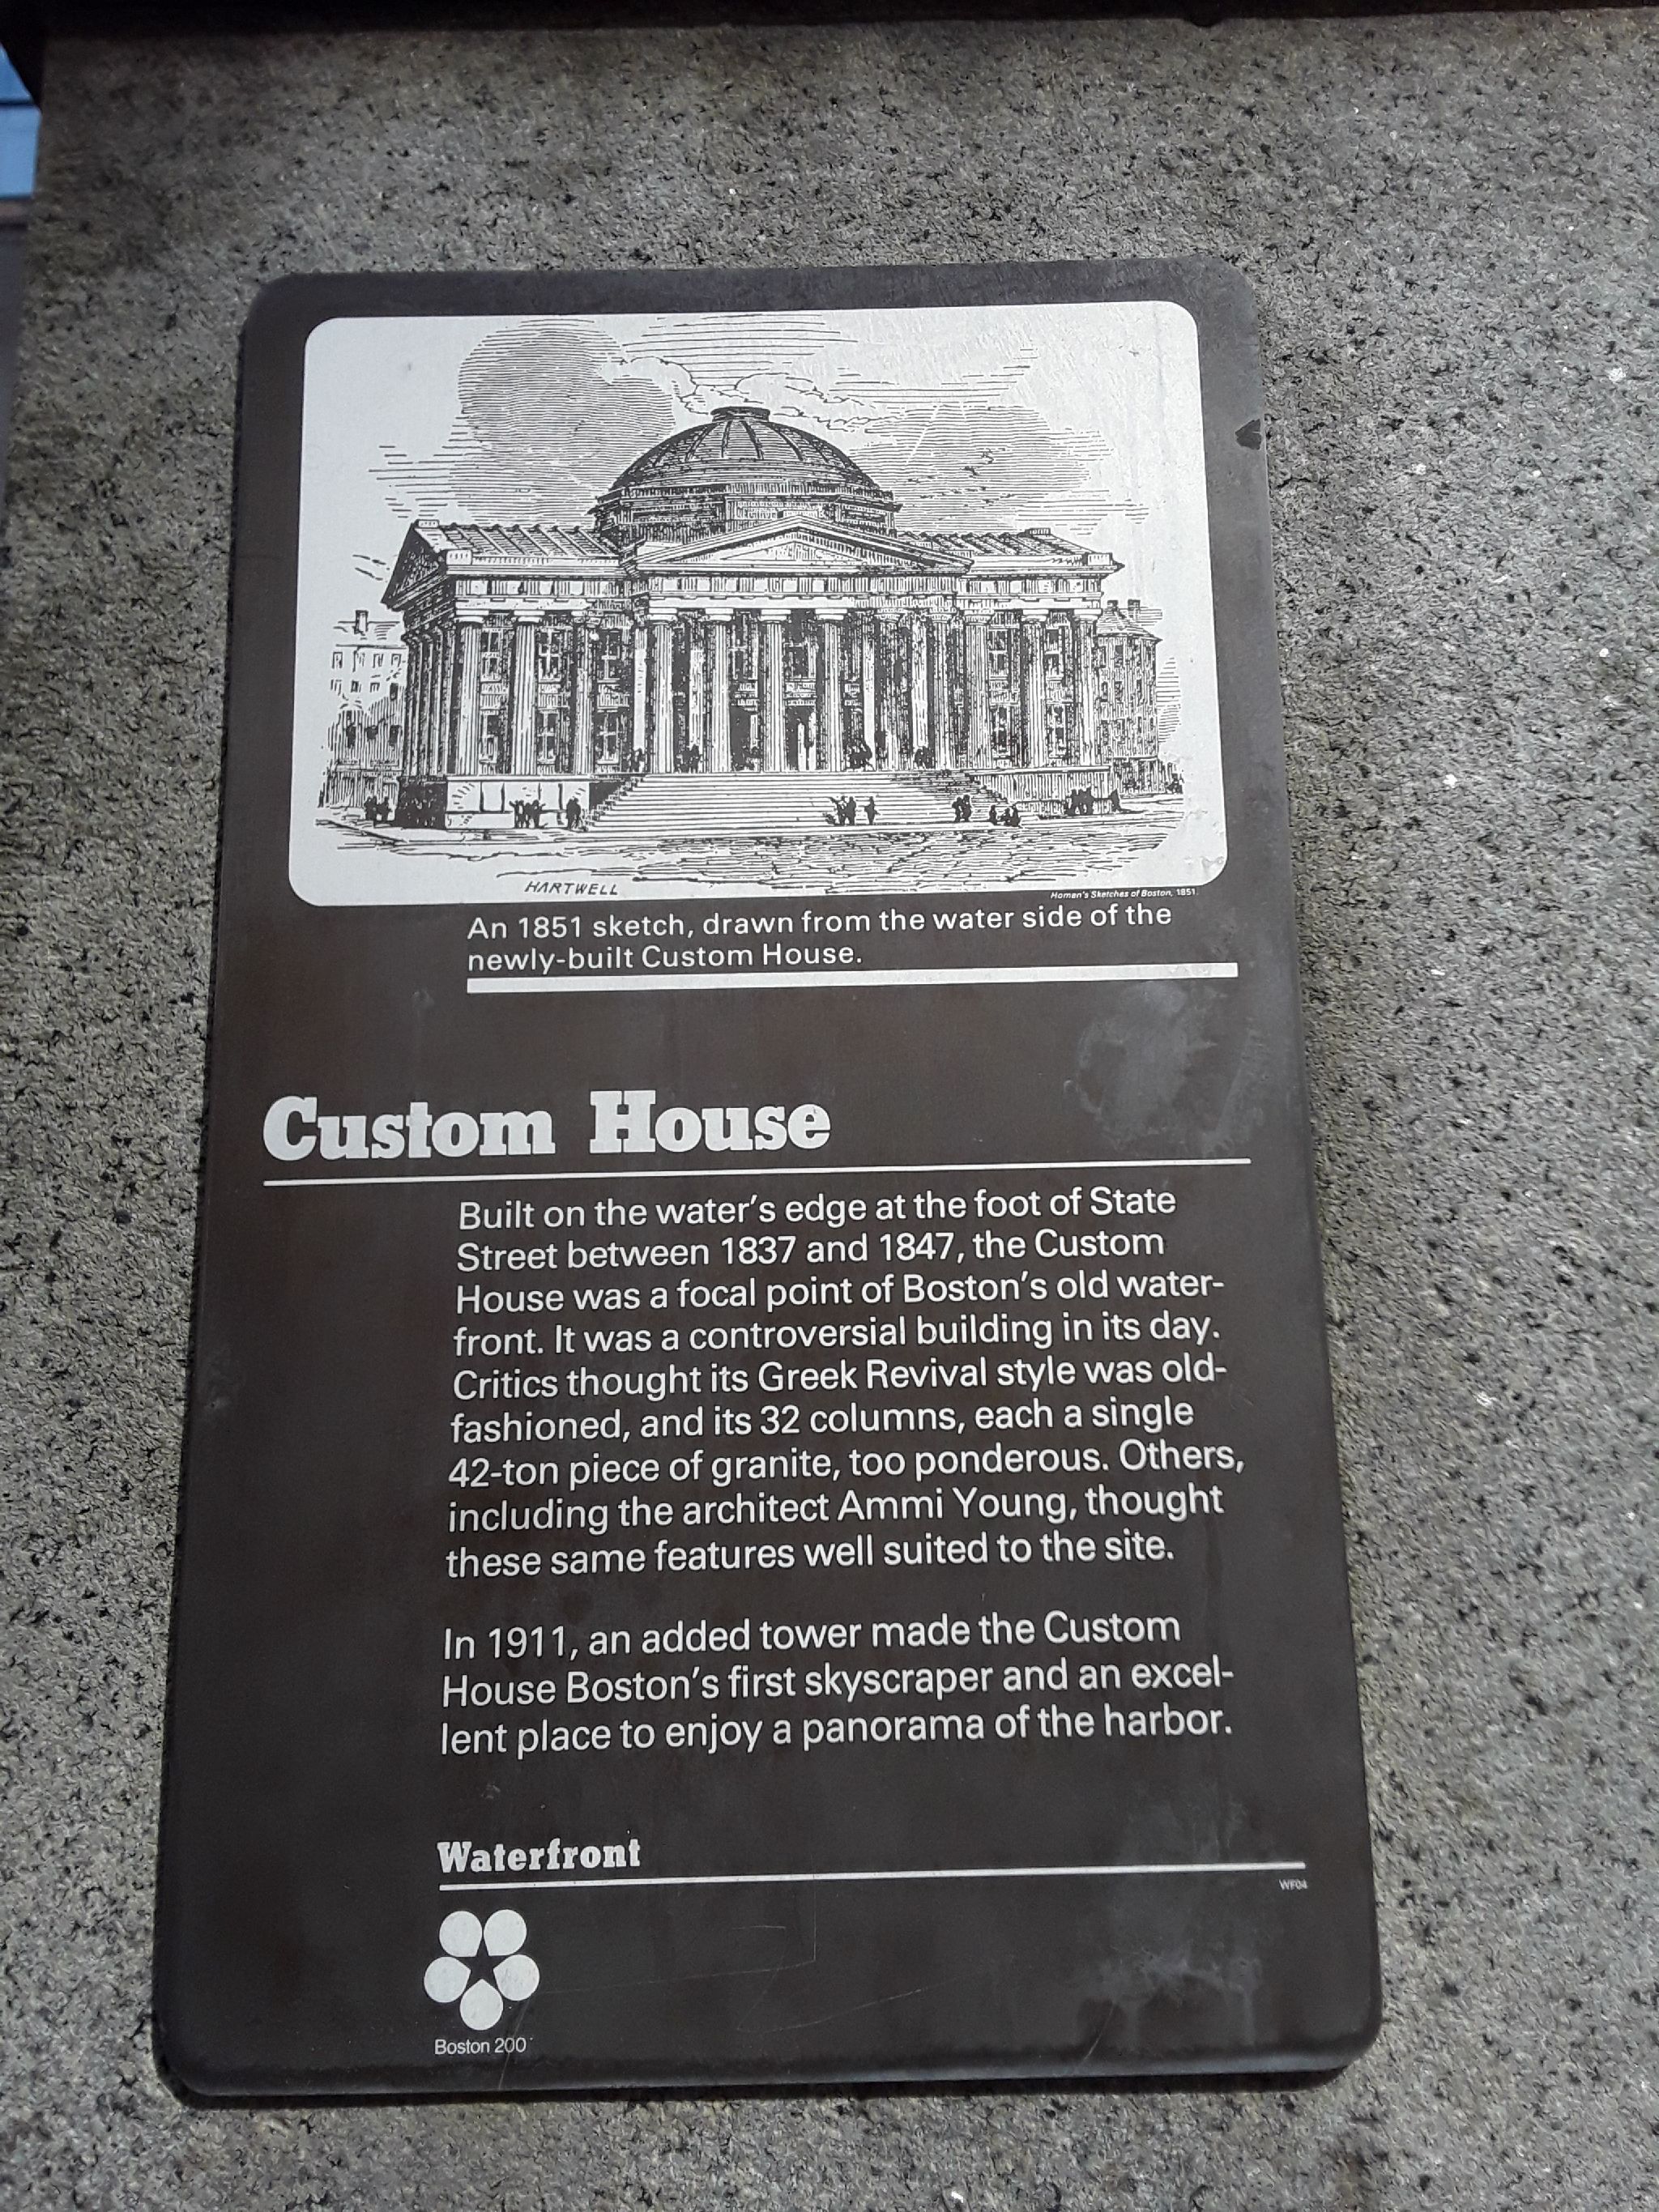 HARTWELL
Homan's Sketches of Boston, 1851.
An 1851 sketch, drawn from the water side of the
newly-built Custom House.
Custom House
Built on the water's edge at the foot of State
Street between 1837 and 1847, the Custom
House was a focal point of Boston's old water-
front. It was a controversial building in its day.
Critics thought its Greek Revival style was old-
fashioned, and its 32 columns, each a single
42-ton piece of granite, too ponderous. Others,
including the architect Ammi Young, thought
these same features well suited to the site.
In 1911, an added tower made the Custom
House Boston's first skyscraper and an excel-
lent place to enjoy a panorama of the harbor.
Waterfront
WF04
Boston 200